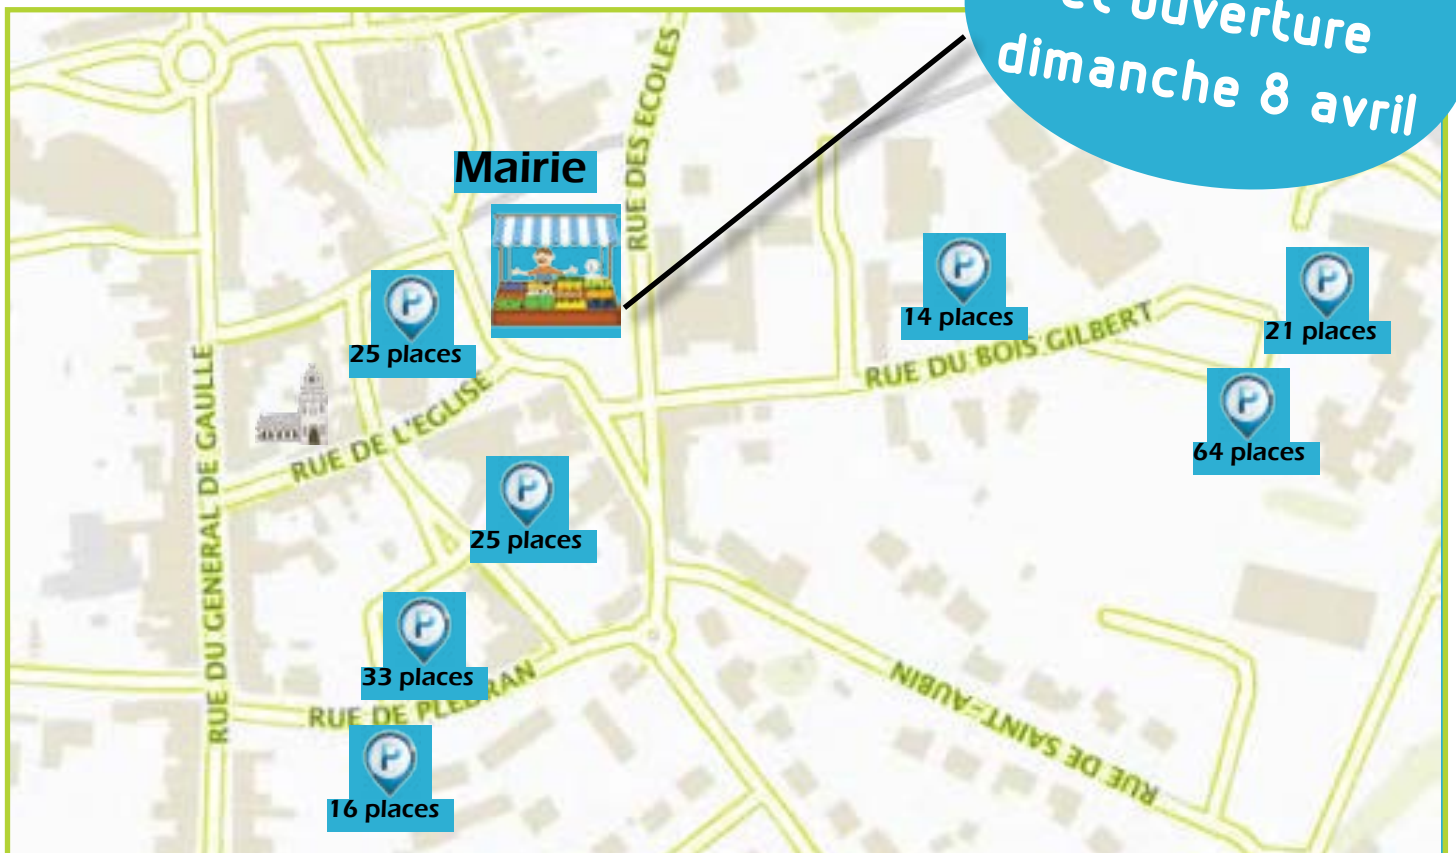 et ouverture
dimanche 8 avril
RUE DES ECOLES
Mairie
14 places
21 places
25 places
RUE DU BOIS GILBERT
RUE DU GENERAL DE GAULLE
RUE DE L'EGLISE
64 places
25 places
33 places
RUE DE PLEDRAN
RUE DE SAINT-AUBIN
16 places